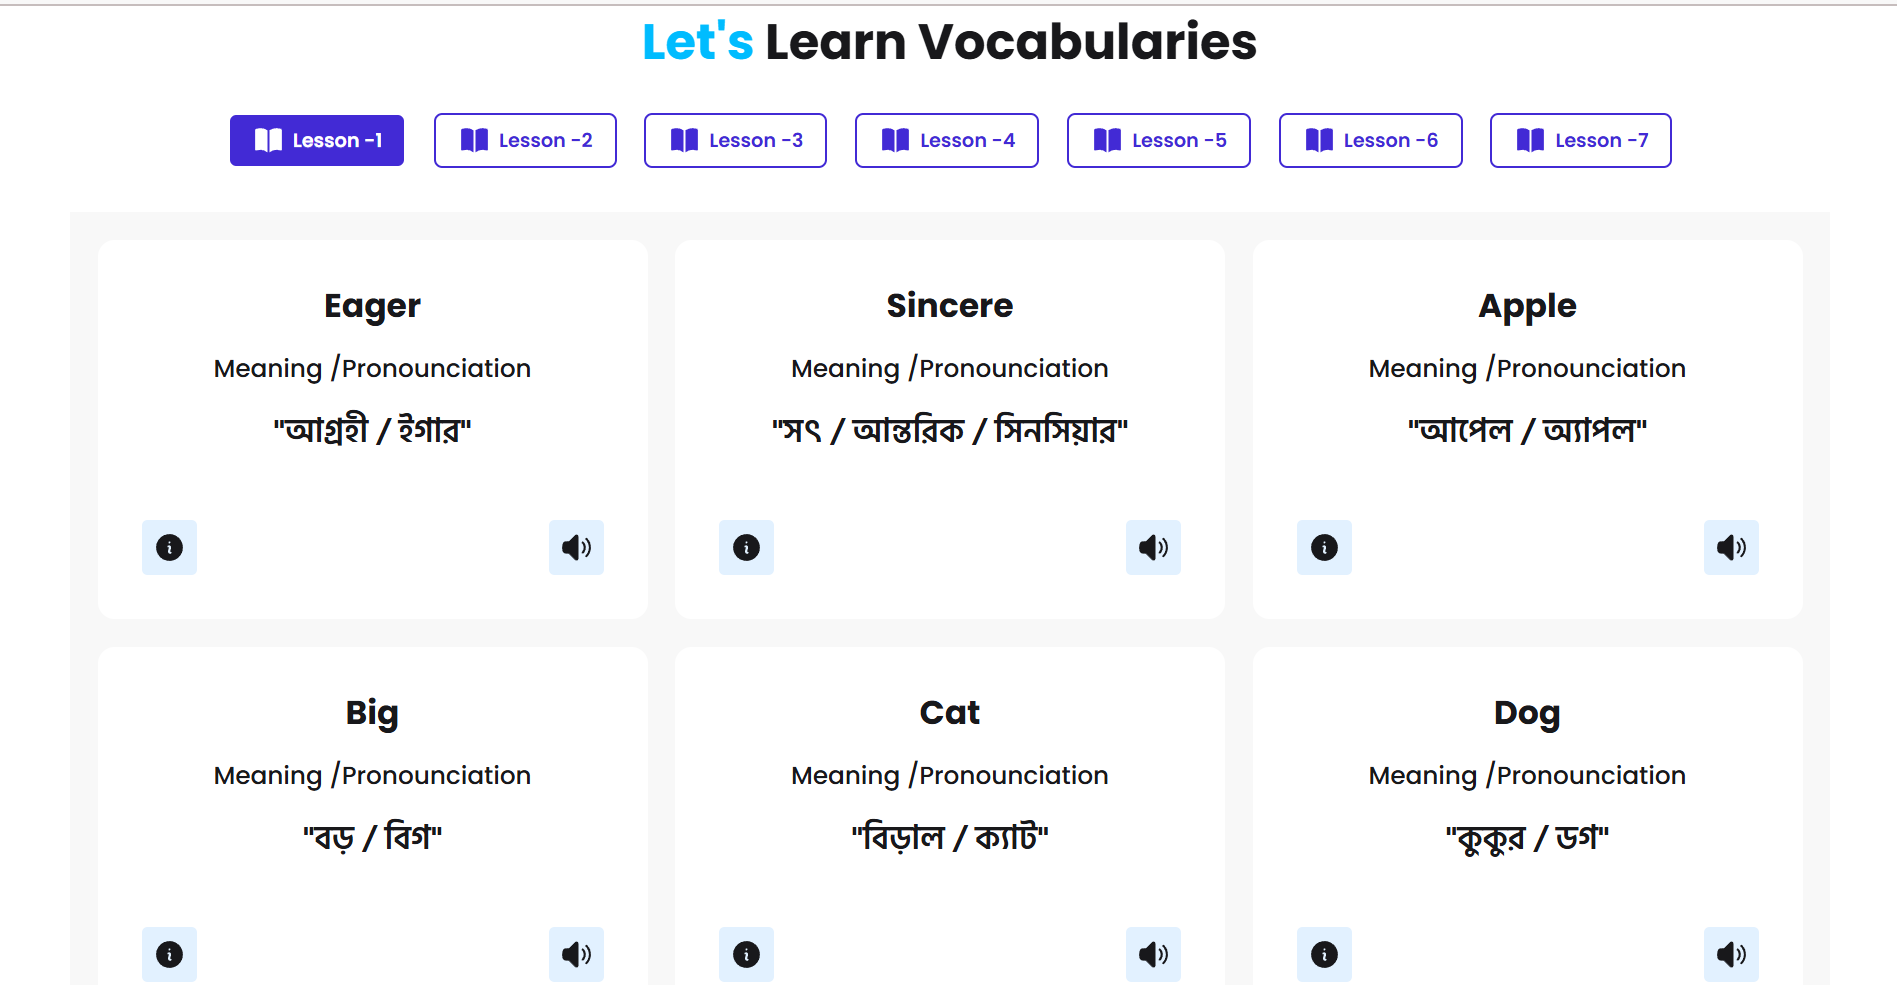 Let's Learn Vocabularies
Lesson -1 Lesson -2 Lesson -3 Lesson -4 Lesson -5 Lesson -6 Lesson -7
Eager
Meaning /Pronounciation
"আগ্রহী / ইগার"
Sincere
Meaning /Pronounciation
"সৎ / আন্তরিক / সিনসিয়ার"
Apple
Meaning /Pronounciation
"আপেল / অ্যাপল"
Big
Meaning /Pronounciation
"বড় / বিগ"
Cat
Meaning /Pronounciation
"বিড়াল / ক্যাট"
Dog
Meaning /Pronounciation
"কুকুর / ডগ"